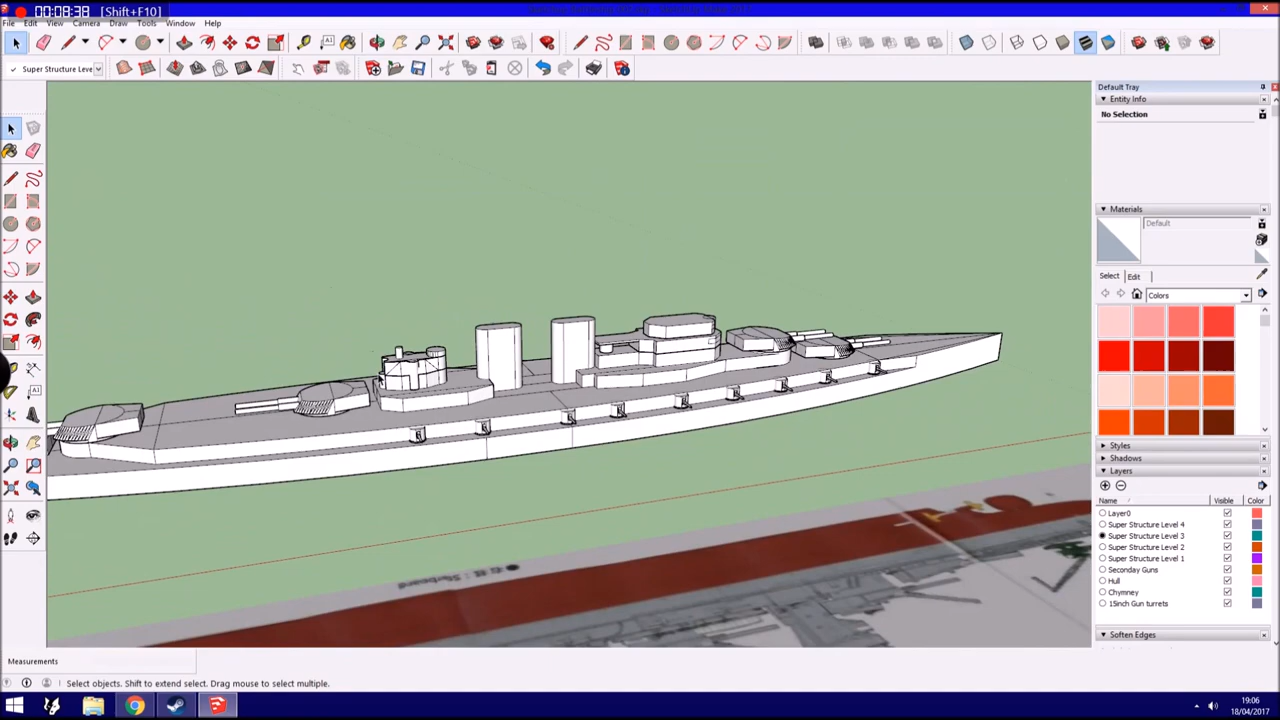 00:08:38 [Shift+F10]
File Edit View Camera Draw Tools Window Help
Super Structure Leve
Default Tray
Entity Info
No Selection
Materials
Default
Select Edit
Colors
Styles
Shadows
Layers
Name Visible Color
Layer0
Super Structure Level 4
Super Structure Level 3
Super Structure Level 2
Super Structure Level 1
Seconday Guns
Hull
Chymney
15inch Gun turrets
Soften Edges
Measurements
Select objects. Shift to extend select. Drag mouse to select multiple.
19:06
18/04/2017